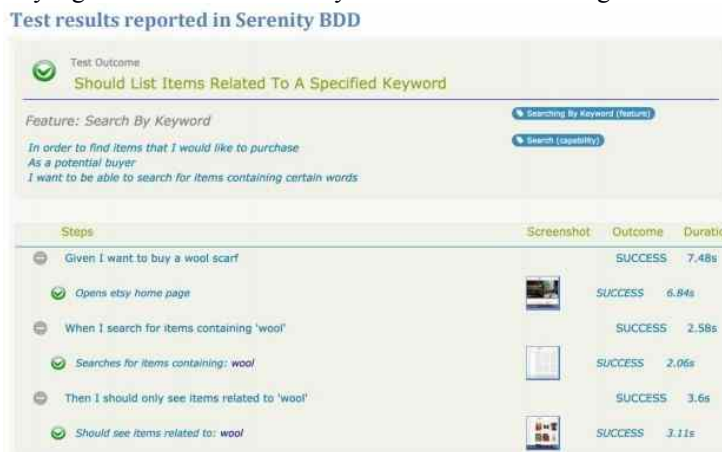 Test results reported in Serenity BDD
Test Outcome
Should List Items Related To A Specified Keyword
Feature: Search By Keyword
Searching By Keyword (feature)
In order to find items that I would like to purchase
Search (capability)
As a potential buyer
I want to be able to search for items containing certain words
Steps Screenshot Outcome Duratio
Given I want to buy a wool scarf SUCCESS 7.48s
Opens etsy home page SUCCESS 6.84s
When I search for items containing 'wool' SUCCESS 2.58s
Searches for items containing: wool SUCCESS 2.06s
Then I should only see items related to 'wool' SUCCESS 3.6s
Should see items related to: wool SUCCESS 3.11s